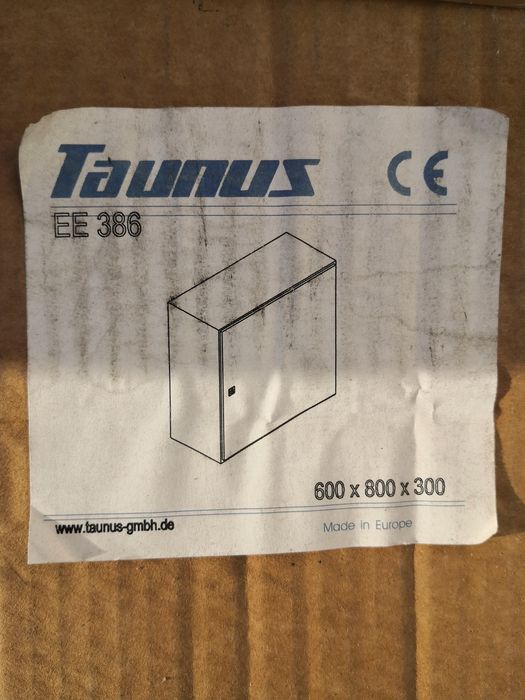 Taunus CE
EE 386
600 x 800 x 300
www.taunus-gmbh.de Made in Europe